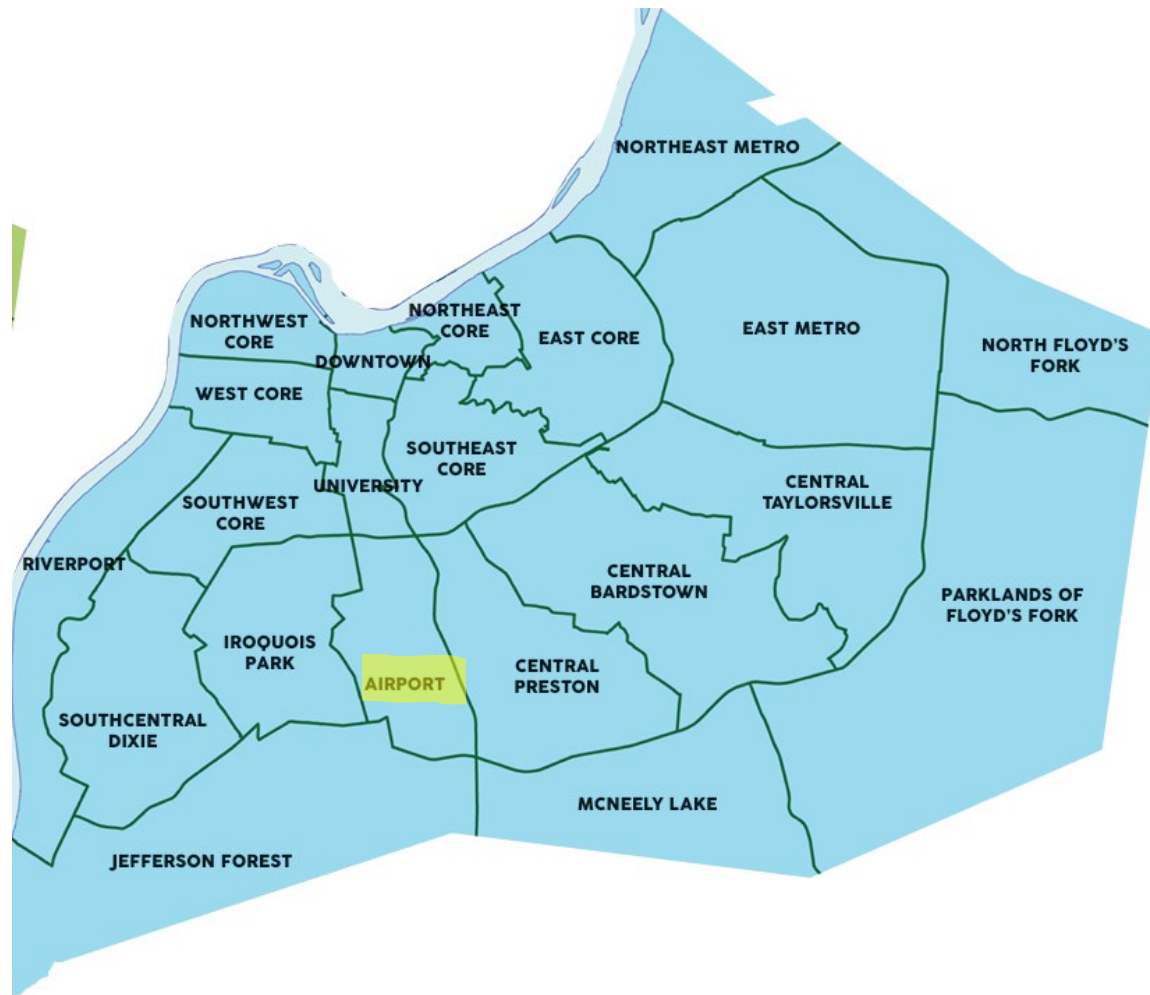 NORTHEAST METRO
NORTHWEST
CORE
NORTHEAST
CORE
DOWNTOWN
EAST CORE
EAST METRO
NORTH FLOYD'S
FORK
WEST CORE
SOUTHEAST
CORE
UNIVERSITY
SOUTHWEST
CORE
CENTRAL
TAYLORSVILLE
RIVERPORT
CENTRAL
BARDSTOWN
PARKLANDS OF
FLOYD'S FORK
IROQUOIS
PARK
AIRPORT
CENTRAL
PRESTON
SOUTHCENTRAL
DIXIE
MCNEELY LAKE
JEFFERSON FOREST